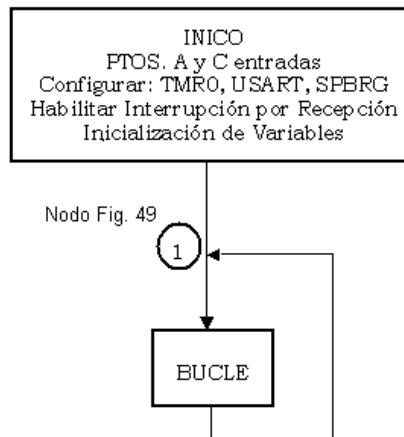 INICO
PTOS. A y C entradas
Configurar: TMR0, USART, SPBRG
Habilitar Interrupción por Recepción
Inicialización de Variables
Nodo Fig. 49
1
BUCLE